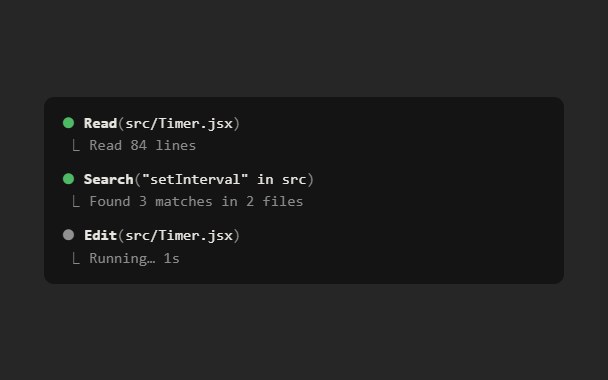 Read(src/Timer.jsx)
Read 84 lines
Search("setInterval" in src)
Found 3 matches in 2 files
Edit(src/Timer.jsx)
Running… 1s